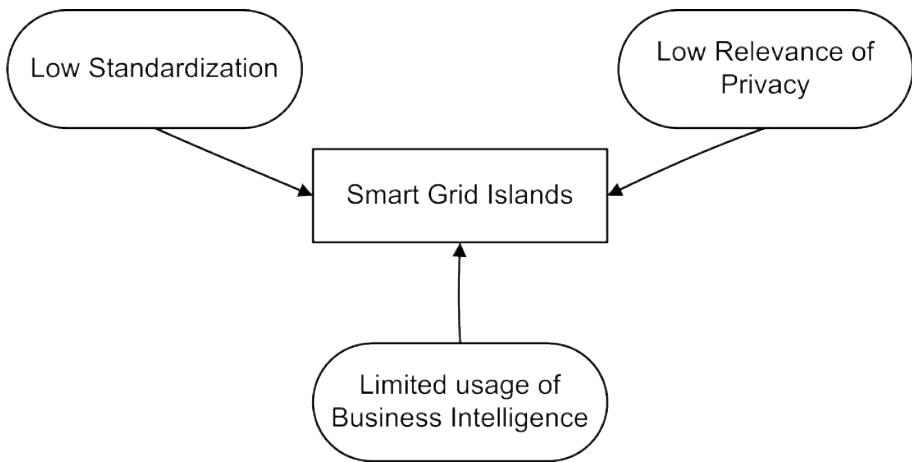 Low Standardization
Low Relevance of
Privacy
Smart Grid Islands
Limited usage of
Business Intelligence